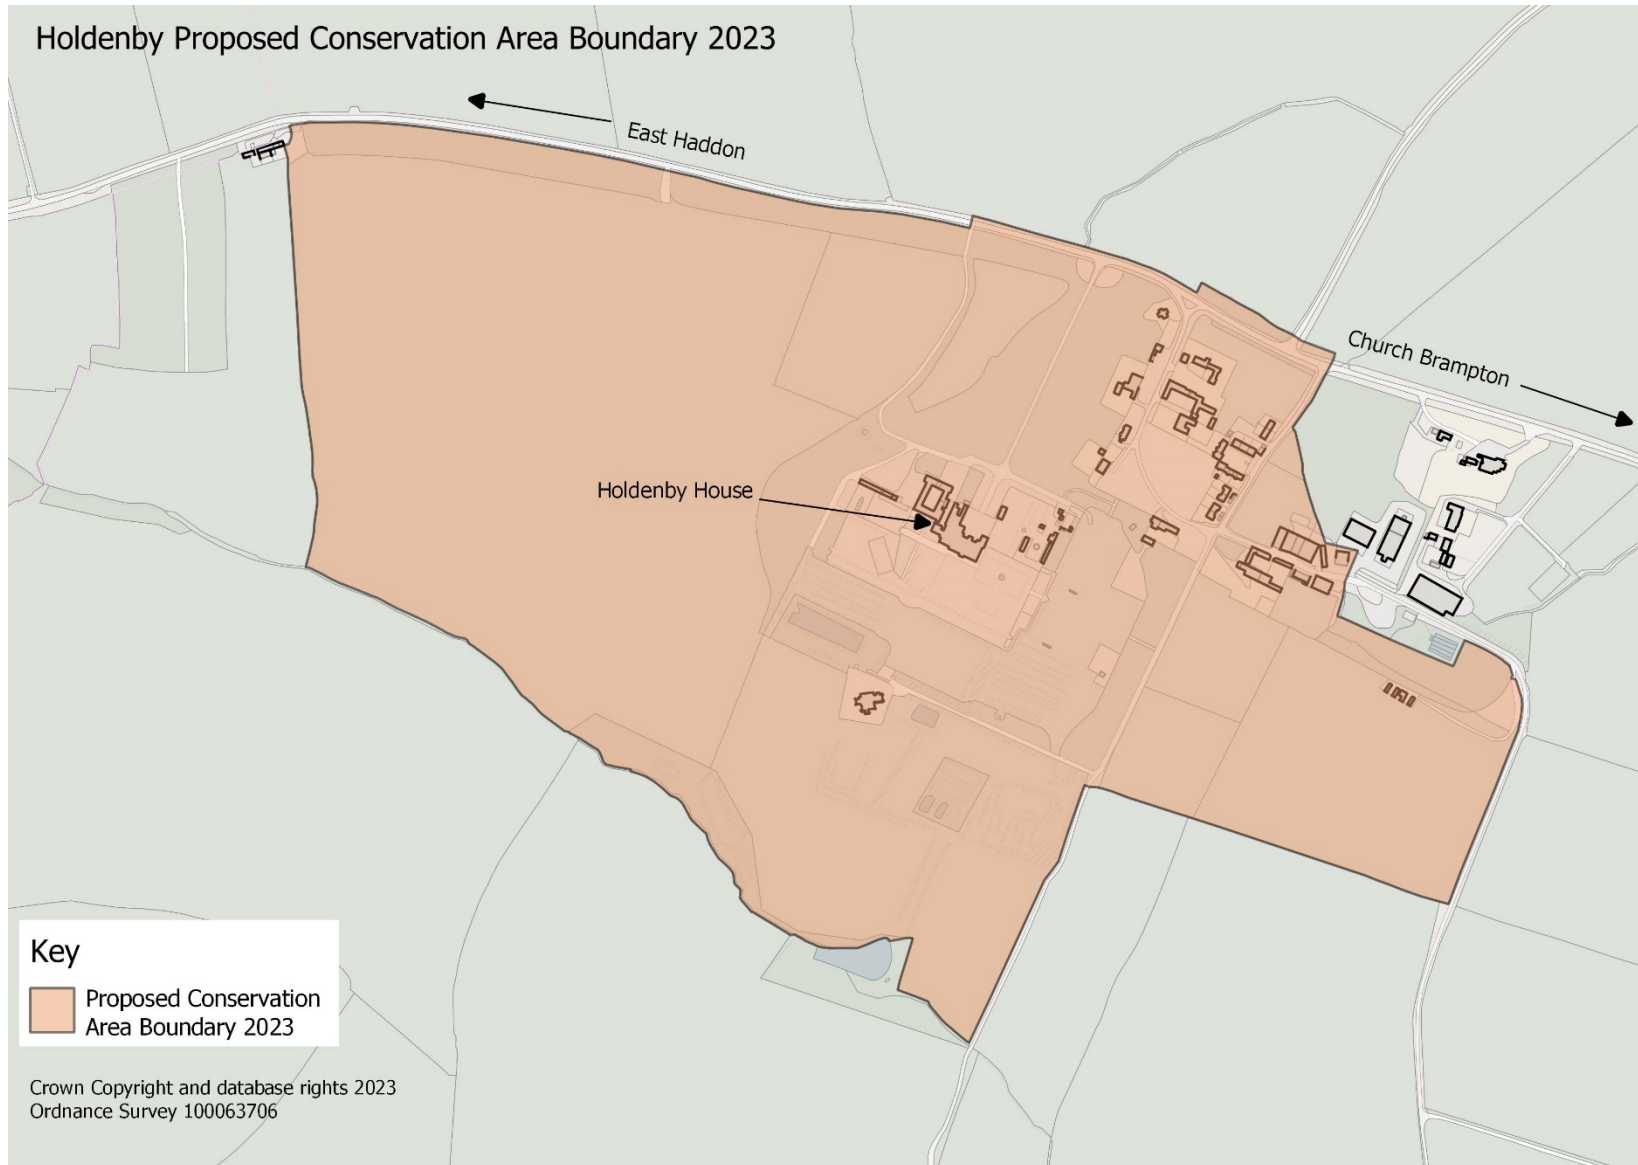 Holdenby Proposed Conservation Area Boundary 2023
East Haddon
Church Brampton
Holdenby House
Key
Proposed Conservation
Area Boundary 2023
Crown Copyright and database rights 2023
Ordnance Survey 100063706